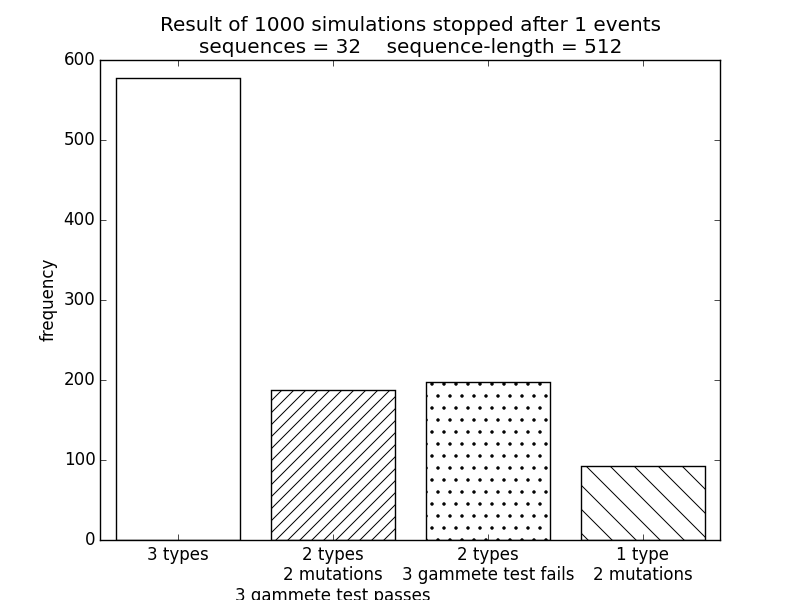 Result of 1000 simulations stopped after 1 events
sequences = 32    sequence-length = 512
600
500
400
300
200
100
0
frequency
3 types
2 types
2 mutations
3 gammete test passes
2 types
3 gammete test fails
1 type
2 mutations